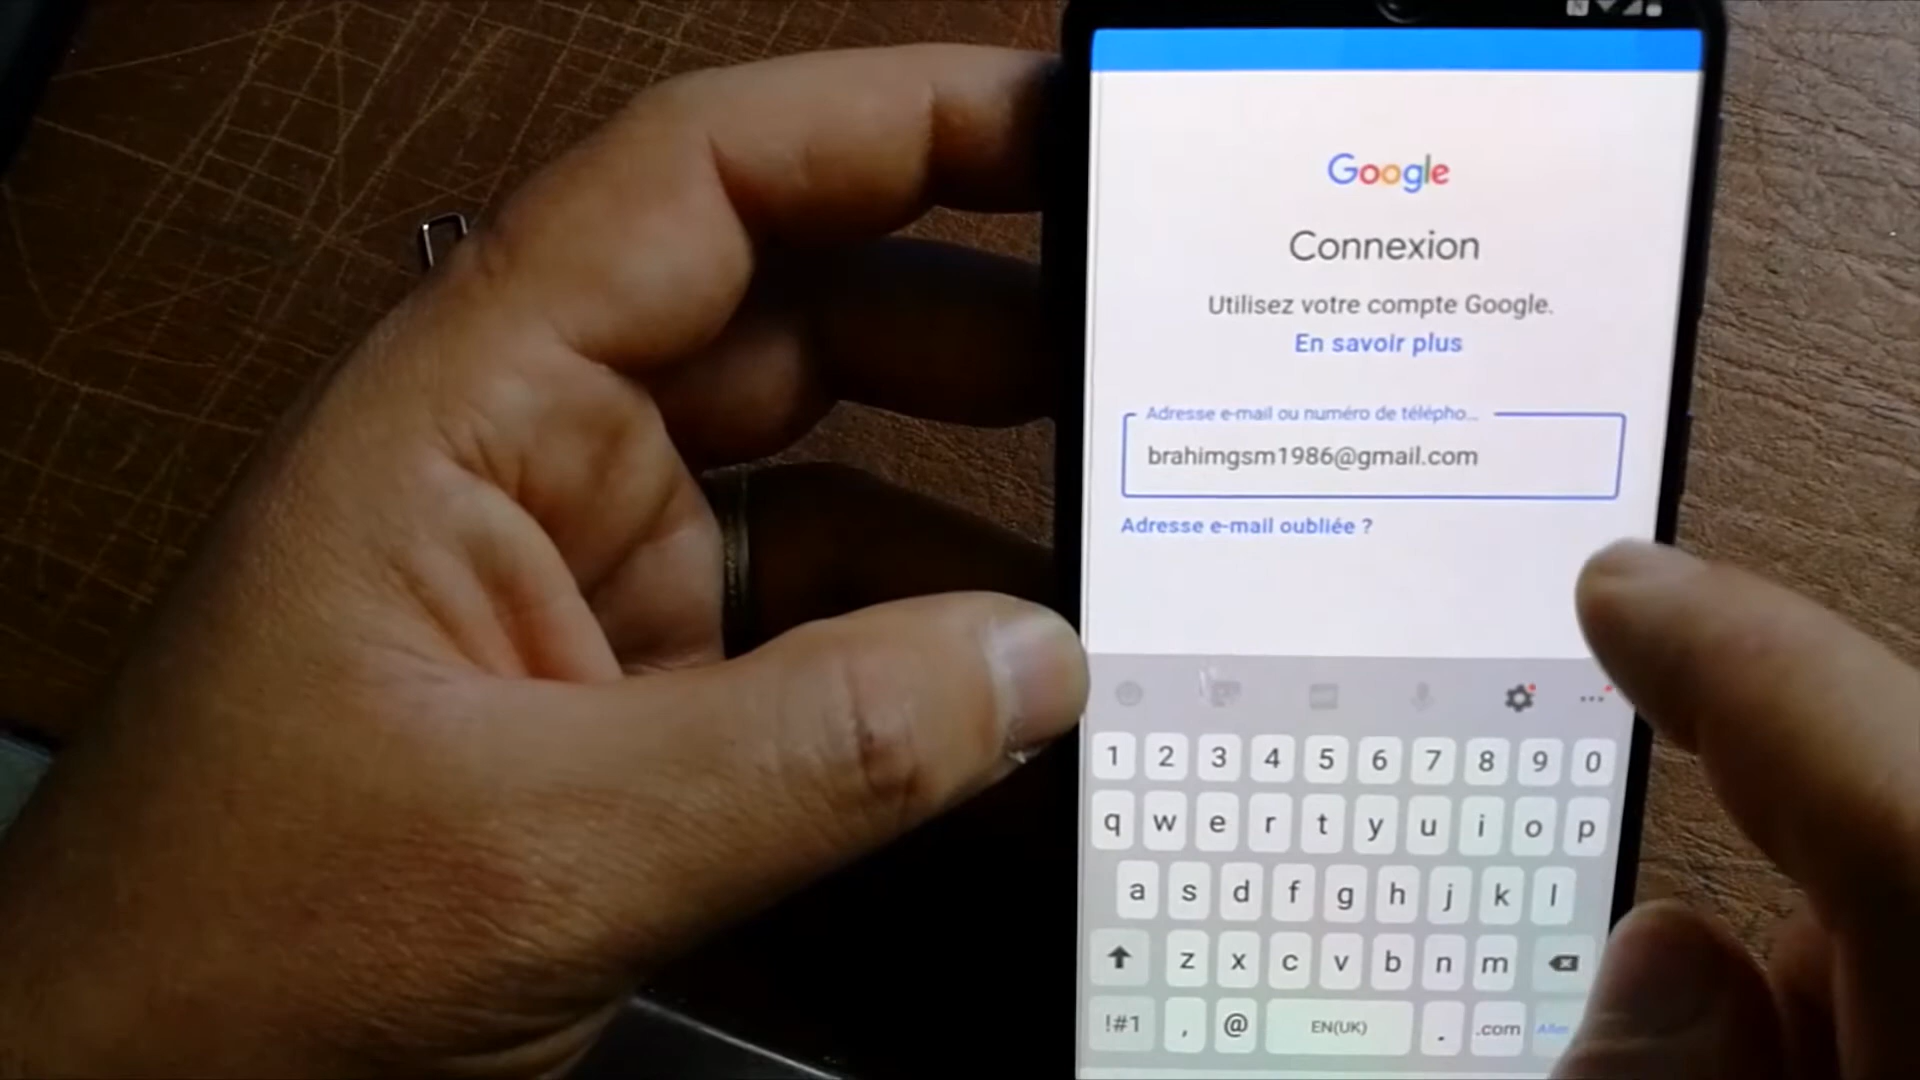 Google
Connexion
Utilisez votre compte Google.
En savoir plus
Adresse e-mail ou numéro de télépho...
brahimgsm1986@gmail.com
Adresse e-mail oubliée ?
1 2 3 4 5 6 7 8 9 0
q w e r t y u i o p
a s d f g h j k l
z x c v b n m
!#1 , @ EN(UK) . .com Aller